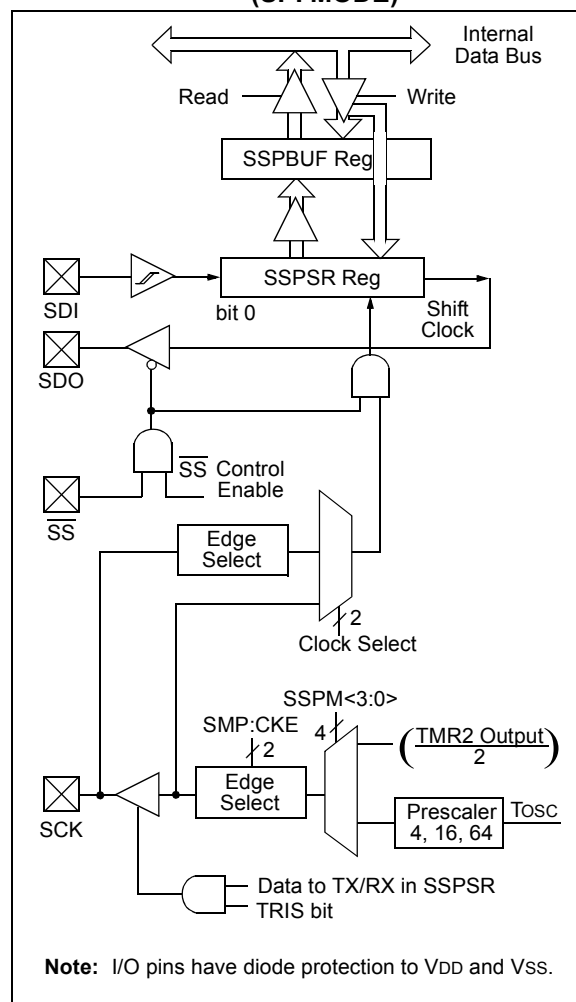 (SPI MODE)
Internal
Data Bus
Read
Write
SSPBUF Reg
SSPSR Reg
SDI
bit 0
Shift
Clock
SDO
SS Control
Enable
SS
Edge
Select
2
Clock Select
SSPM<3:0>
SMP:CKE
4
2
(TMR2 Output)
2
Edge
Select
SCK
Prescaler
4, 16, 64
TOSC
Data to TX/RX in SSPSR
TRIS bit
Note: I/O pins have diode protection to VDD and VSS.